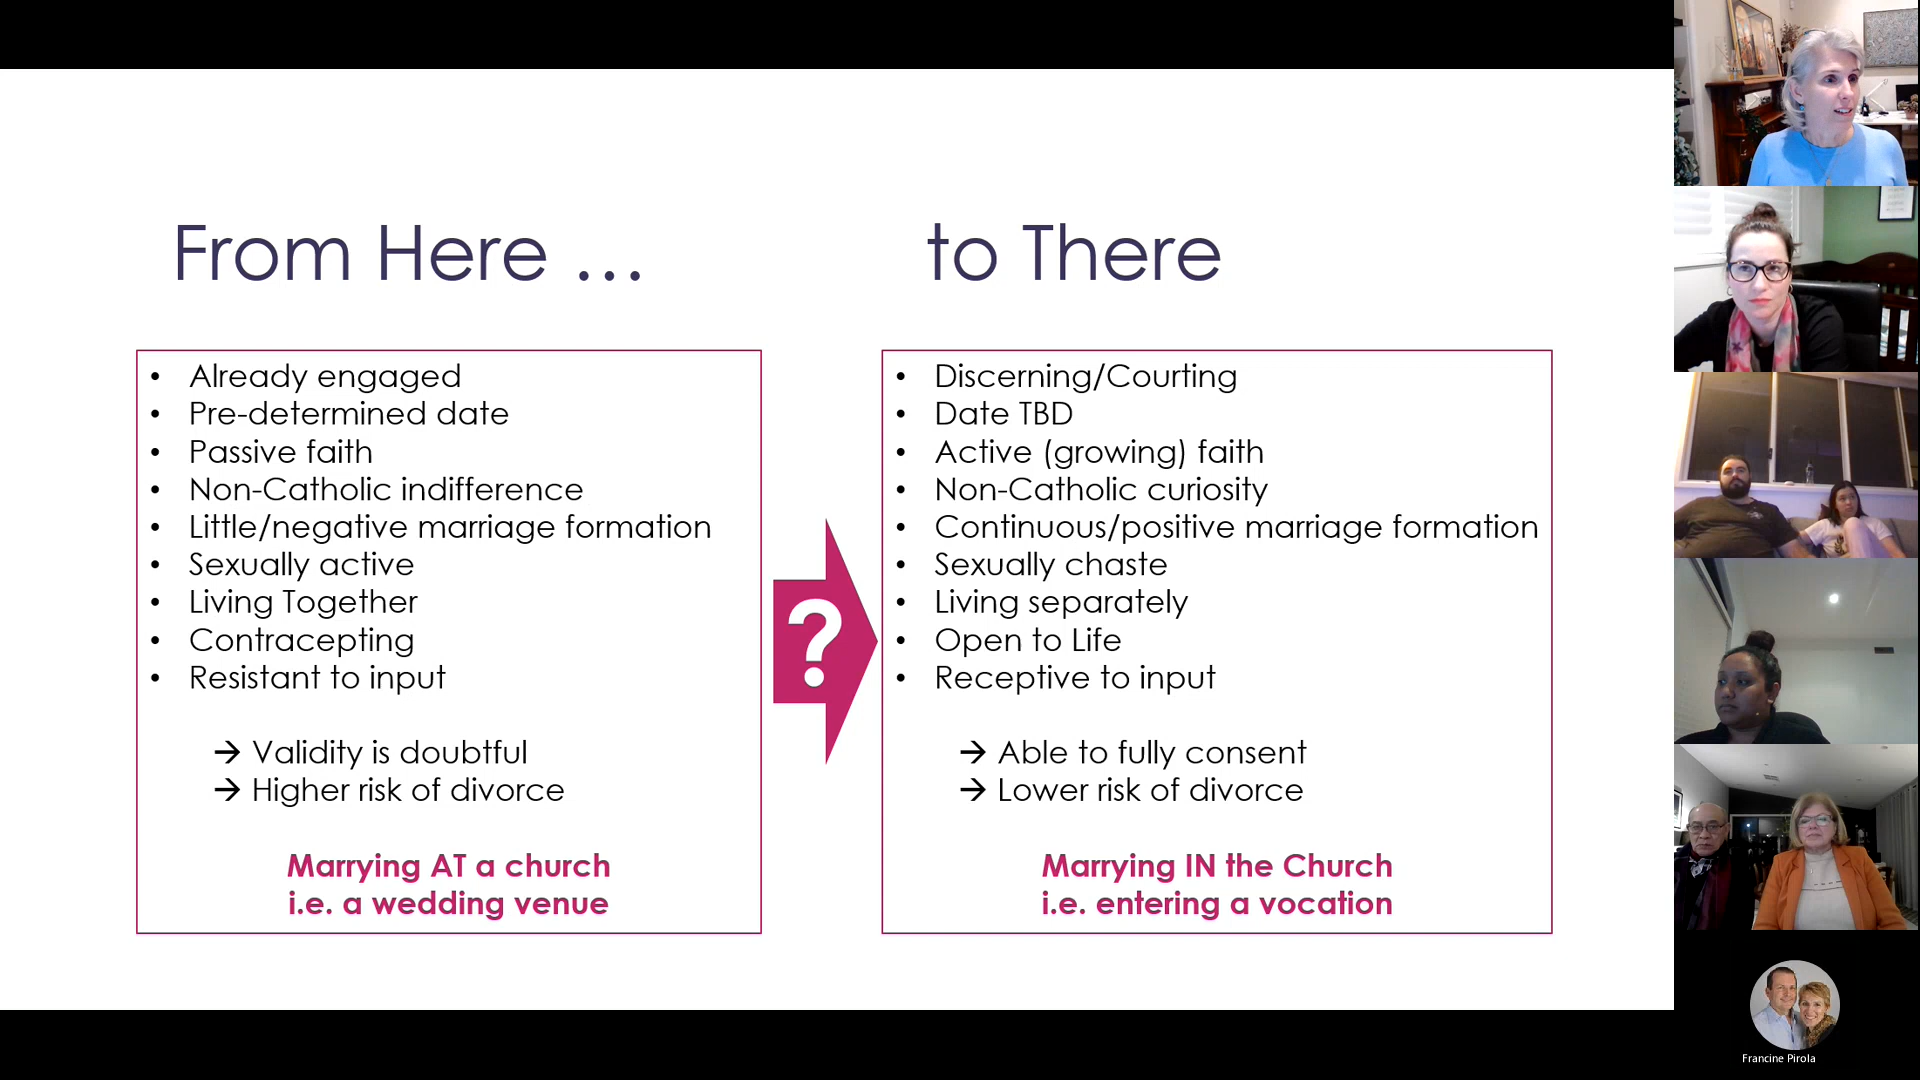 From Here …
to There
• Already engaged
• Pre-determined date
• Passive faith
• Non-Catholic indifference
• Little/negative marriage formation
• Sexually active
• Living Together
• Contracepting
• Resistant to input
→ Validity is doubtful
→ Higher risk of divorce
Marrying AT a church
i.e. a wedding venue
?
• Discerning/Courting
• Date TBD
• Active (growing) faith
• Non-Catholic curiosity
• Continuous/positive marriage formation
• Sexually chaste
• Living separately
• Open to Life
• Receptive to input
→ Able to fully consent
→ Lower risk of divorce
Marrying IN the Church
i.e. entering a vocation
Francine Pirola